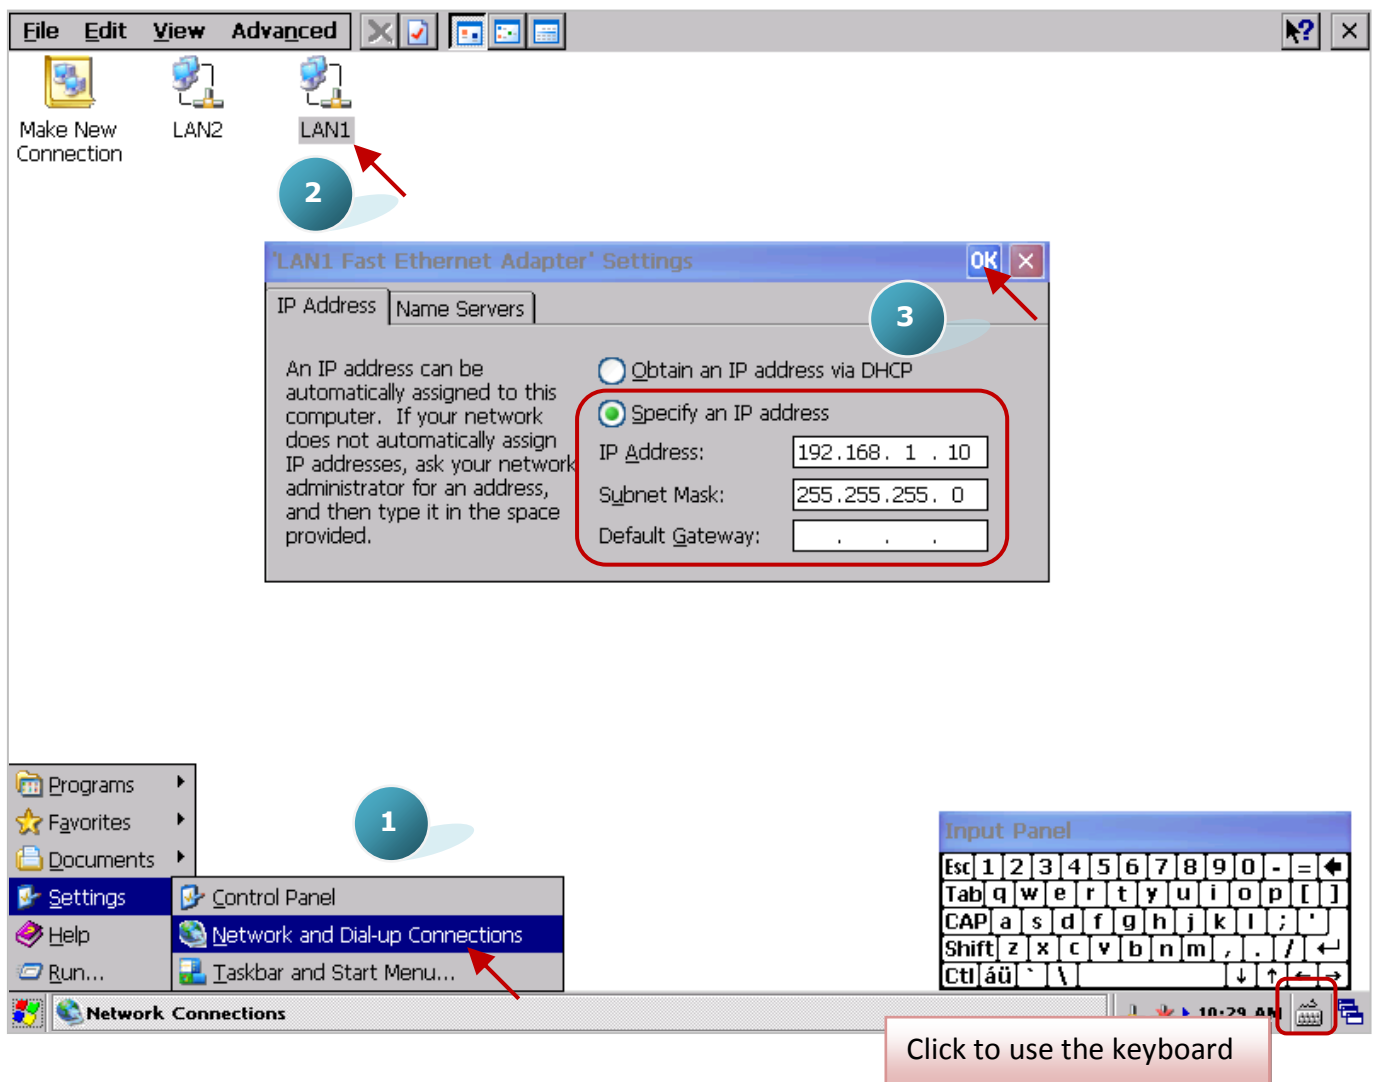 File Edit View Advanced
?
Make New
Connection
LAN2
LAN1
2
'LAN1 Fast Ethernet Adapter' Settings
OK
IP Address
Name Servers
3
An IP address can be
automatically assigned to this
computer. If your network
does not automatically assign
IP addresses, ask your network
administrator for an address,
and then type it in the space
provided.
Obtain an IP address via DHCP
Specify an IP address
IP Address: 192.168. 1 . 10
Subnet Mask: 255.255.255. 0
Default Gateway: . . .
Programs
Favorites
Documents
Settings
Help
Run...
1
Control Panel
Network and Dial-up Connections
Taskbar and Start Menu...
Input Panel
Esc 1 2 3 4 5 6 7 8 9 0 - =
Tab q w e r t y u i o p [ ]
CAP a s d f g h j k l ; '
Shift z x c v b n m , . /
Ctl áü ` \ ↓ ↑ ← →
Network Connections
10:29 AM
Click to use the keyboard